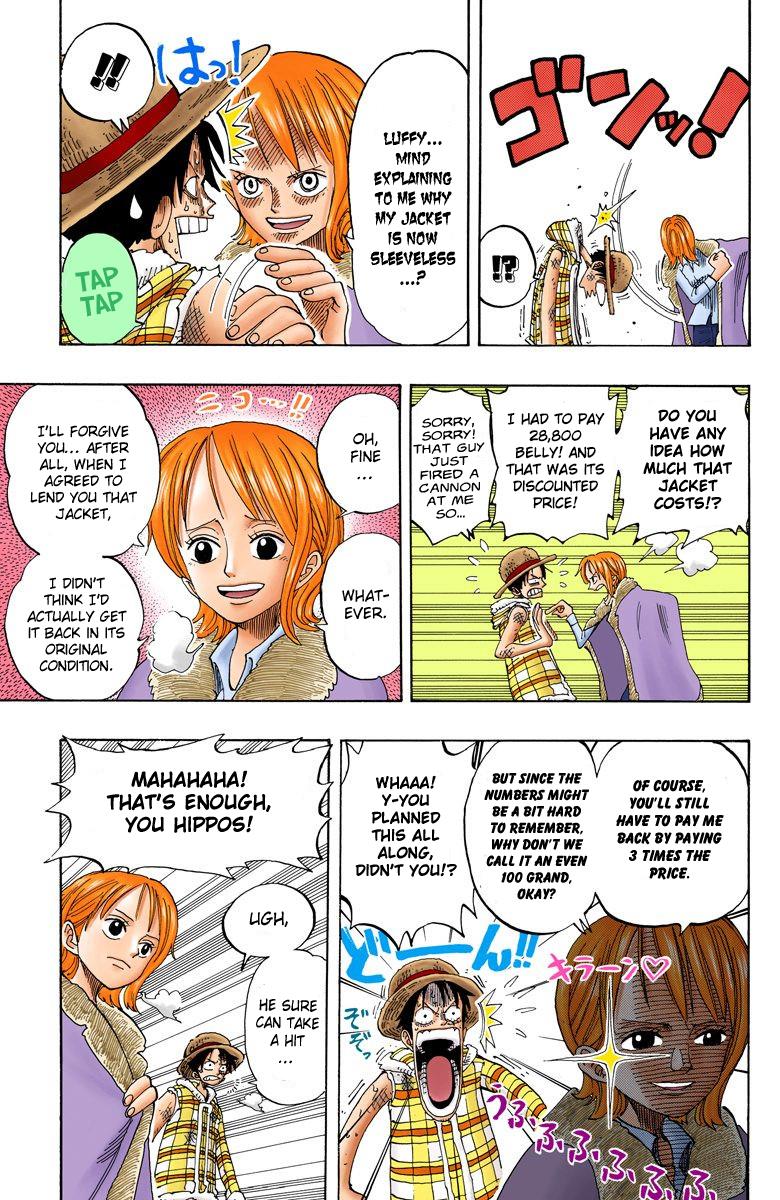 ゴンッ!
!?
LUFFY...
MIND
EXPLAINING
TO ME WHY
MY JACKET
IS NOW
SLEEVELESS
...?
はっ!
!!
TAP
TAP
DO YOU
HAVE ANY
IDEA HOW
MUCH THAT
JACKET
COSTS!?
I HAD TO PAY
28,800
BELLY! AND
THAT WAS ITS
DISCOUNTED
PRICE!
SORRY,
SORRY!
THAT GUY
JUST
FIRED A
CANNON
AT ME
SO...
ニコ...!!
OH,
FINE
...
WHAT-
EVER.
I'LL FORGIVE
YOU... AFTER
ALL, WHEN I
AGREED TO
LEND YOU THAT
JACKET,
I DIDN'T
THINK I'D
ACTUALLY GET
IT BACK IN ITS
ORIGINAL
CONDITION.
OF COURSE,
YOU'LL STILL
HAVE TO PAY ME
BACK BY PAYING
3 TIMES THE
PRICE.
BUT SINCE THE
NUMBERS MIGHT
BE A BIT HARD
TO REMEMBER,
WHY DON'T WE
CALL IT AN EVEN
100 GRAND,
OKAY?
キラーン♡
うふふふふふふ
WHAAA!
Y-YOU
PLANNED
THIS ALL
ALONG,
DIDN'T YOU!?
どーん!!
ぞぞっ
MAHAHAHA!
THAT'S ENOUGH,
YOU HIPPOS!
UGH,
HE SURE
CAN TAKE
A HIT
...